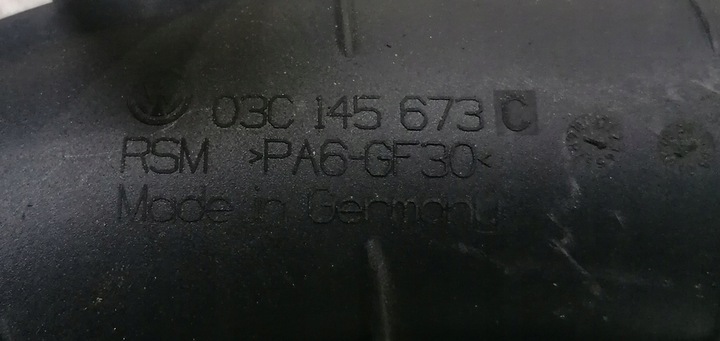 03C 145 673 C
RSM >PA6-GF30<
Made in Germany